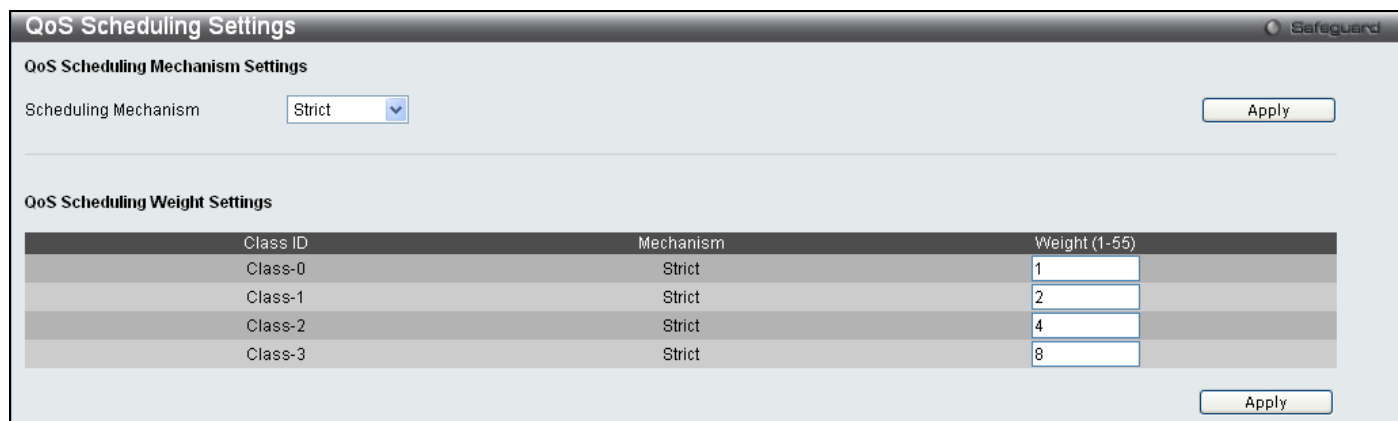 QoS Scheduling Settings Safeguard
QoS Scheduling Mechanism Settings
Scheduling Mechanism Strict Apply
QoS Scheduling Weight Settings
Class ID Mechanism Weight (1-55)
Class-0 Strict 1
Class-1 Strict 2
Class-2 Strict 4
Class-3 Strict 8
Apply